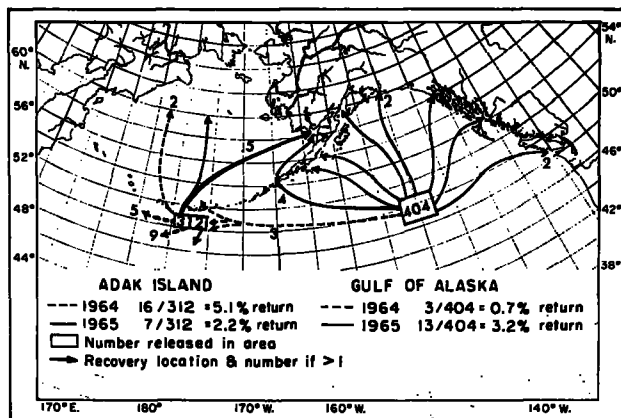 60° N.
56°
52°
48°
44°
54° N.
50°
46°
42°
38°
2
2
5
4
2
5
312
404
94
7
3
ADAK ISLAND
---- 1964 16/312 = 5.1% return
— 1965 7/312 = 2.2% return
Number released in area
Recovery location & number if >1
GULF OF ALASKA
---- 1964 3/404 = 0.7% return
— 1965 13/404 = 3.2% return
170° E. 180° 170° W. 160° W. 140° W.